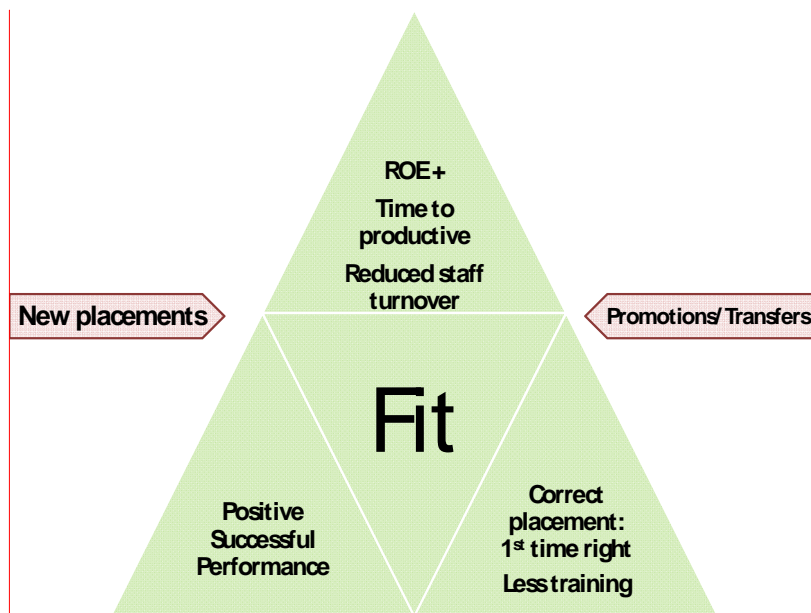 ROE +
Time to
productive
Reduced staff
turnover
New placements
Promotions/ Transfers
Fit
Positive
Successful
Performance
Correct
placement:
1st time right
Less training